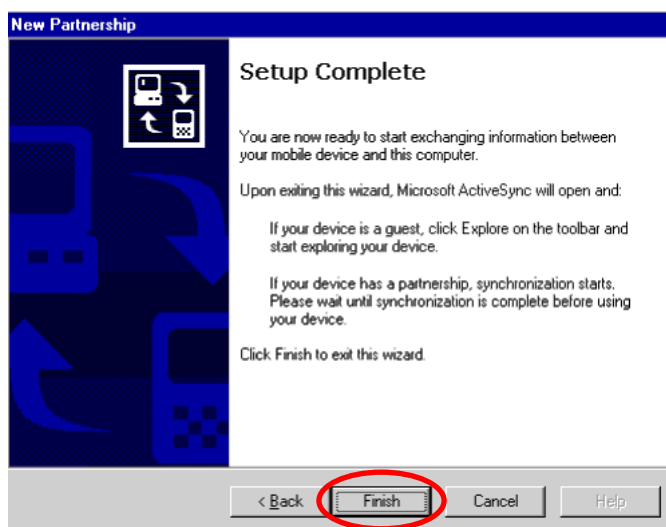 New Partnership
Setup Complete
You are now ready to start exchanging information between
your mobile device and this computer.
Upon exiting this wizard, Microsoft ActiveSync will open and:
If your device is a guest, click Explore on the toolbar and
start exploring your device.
If your device has a partnership, synchronization starts.
Please wait until synchronization is complete before using
your device.
Click Finish to exit this wizard.
< Back Finish Cancel Help